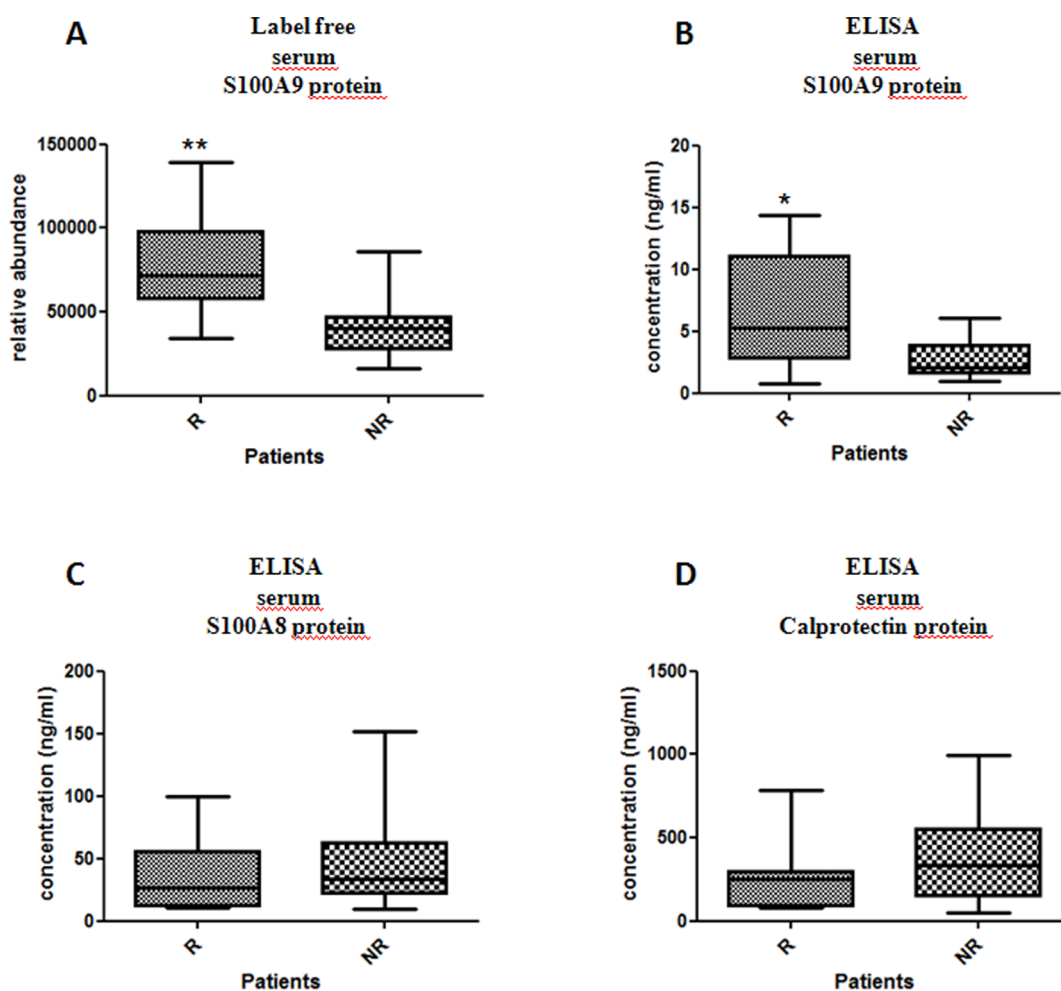 A
Label free
serum
S100A9 protein
150000
100000
50000
0
relative abundance
**
R
NR
Patients
B
ELISA
serum
S100A9 protein
20
15
10
5
0
concentration (ng/ml)
*
R
NR
Patients
C
ELISA
serum
S100A8 protein
200
150
100
50
0
concentration (ng/ml)
R
NR
Patients
D
ELISA
serum
Calprotectin protein
1500
1000
500
0
concentration (ng/ml)
R
NR
Patients